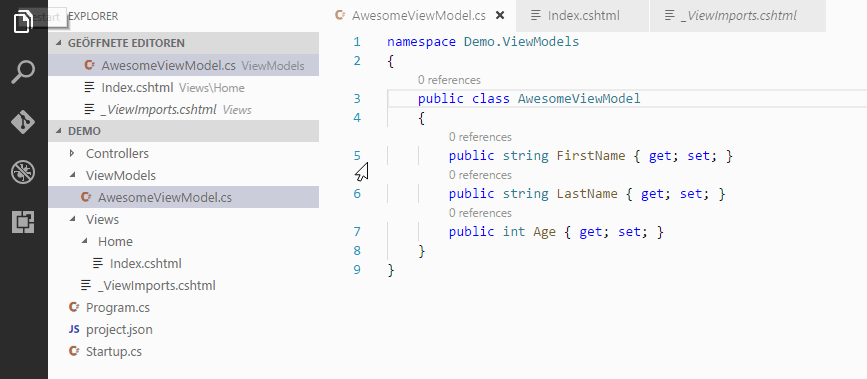 estart
EXPLORER
GEÖFFNETE EDITOREN
AwesomeViewModel.cs ViewModels
Index.cshtml Views\Home
_ViewImports.cshtml Views
DEMO
Controllers
ViewModels
AwesomeViewModel.cs
Views
Home
Index.cshtml
_ViewImports.cshtml
Program.cs
JS project.json
Startup.cs
AwesomeViewModel.cs Index.cshtml _ViewImports.cshtml
1 namespace Demo.ViewModels
2 {
0 references
3 public class AwesomeViewModel
4 {
0 references
5 public string FirstName { get; set; }
0 references
6 public string LastName { get; set; }
0 references
7 public int Age { get; set; }
8 }
9 }